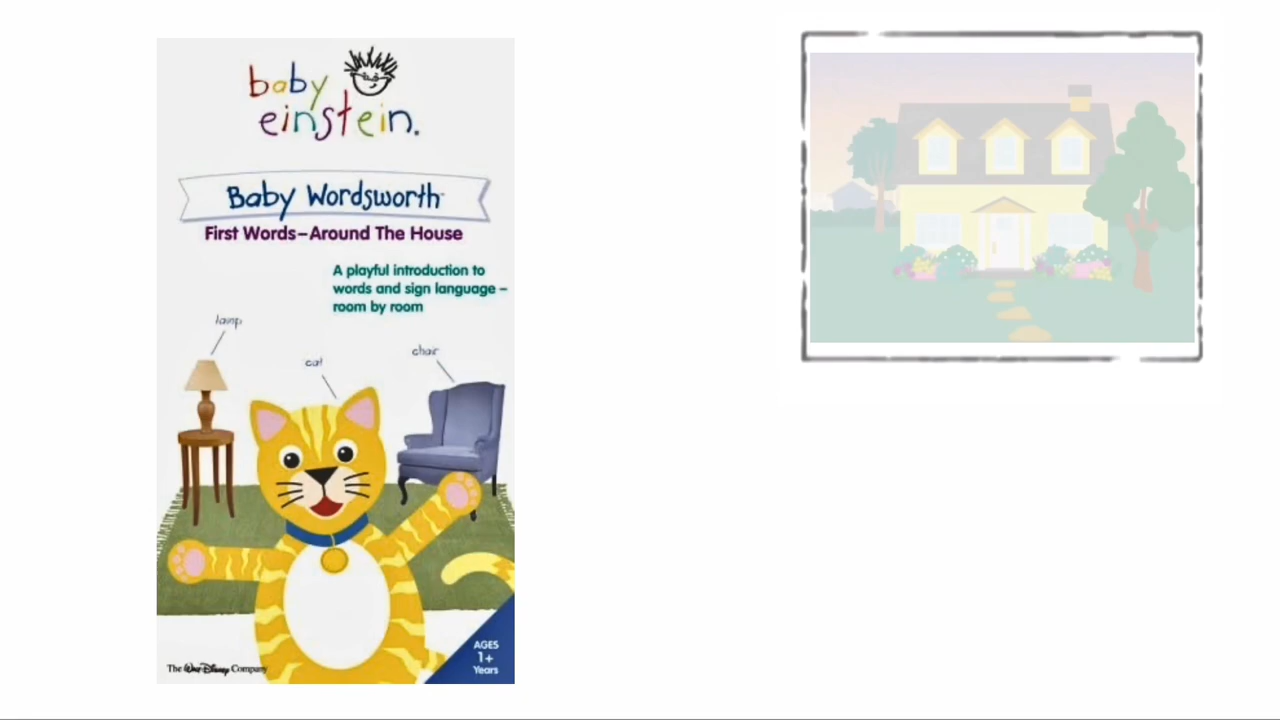 baby
einstein.
Baby Wordsworth™
First Words–Around The House
A playful introduction to
words and sign language –
room by room
lamp
chair
cat
AGES
1+
Years
The Walt Disney Company